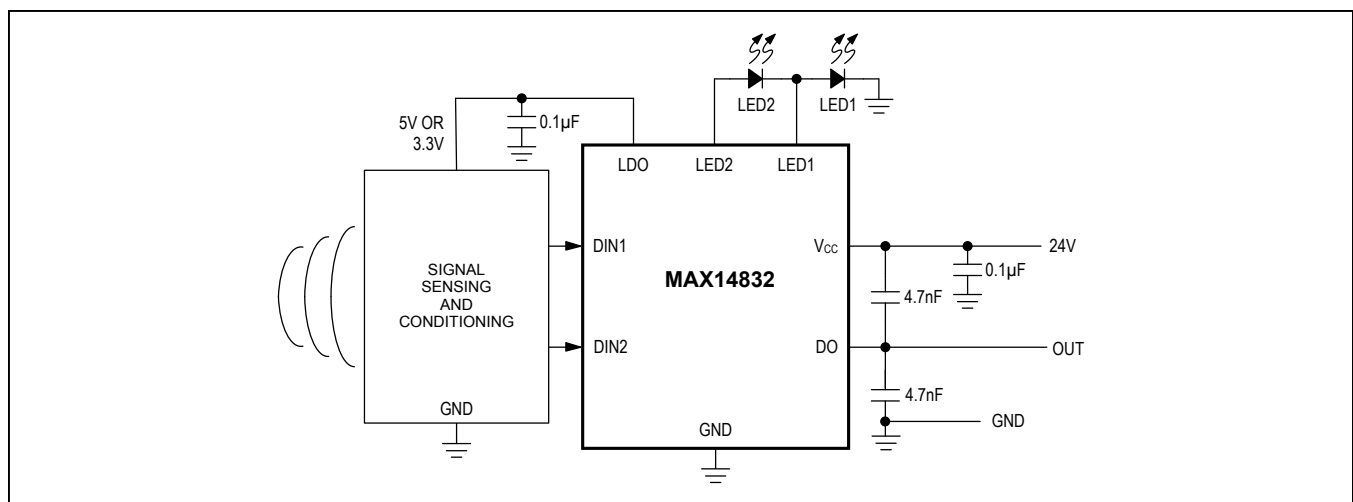 LED2
LED1
5V OR
3.3V
0.1µF
LDO
LED2
LED1
SIGNAL
SENSING
AND
CONDITIONING
GND
DIN1
DIN2
MAX14832
VCC
DO
GND
24V
0.1µF
4.7nF
OUT
4.7nF
GND